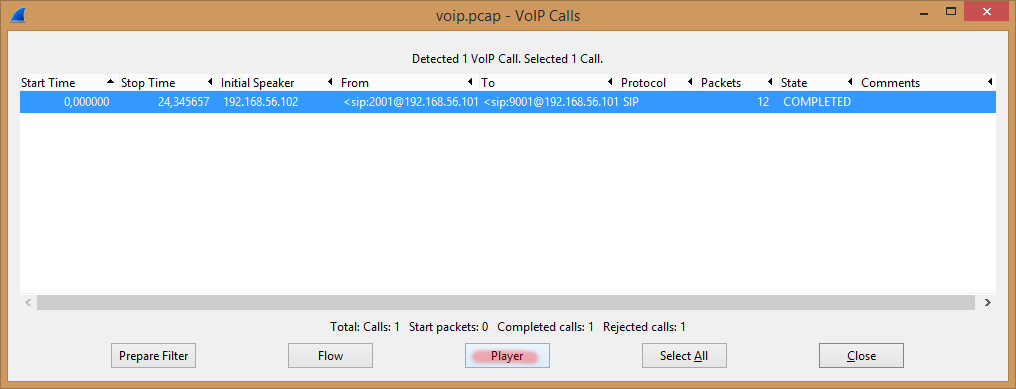 voip.pcap - VoIP Calls
Detected 1 VoIP Call. Selected 1 Call.
Start Time Stop Time Initial Speaker From To Protocol Packets State Comments
0,000000 24,345657 192.168.56.102 <sip:2001@192.168.56.101 <sip:9001@192.168.56.101 SIP 12 COMPLETED
Total: Calls: 1 Start packets: 0 Completed calls: 1 Rejected calls: 1
Prepare Filter Flow Player Select All Close